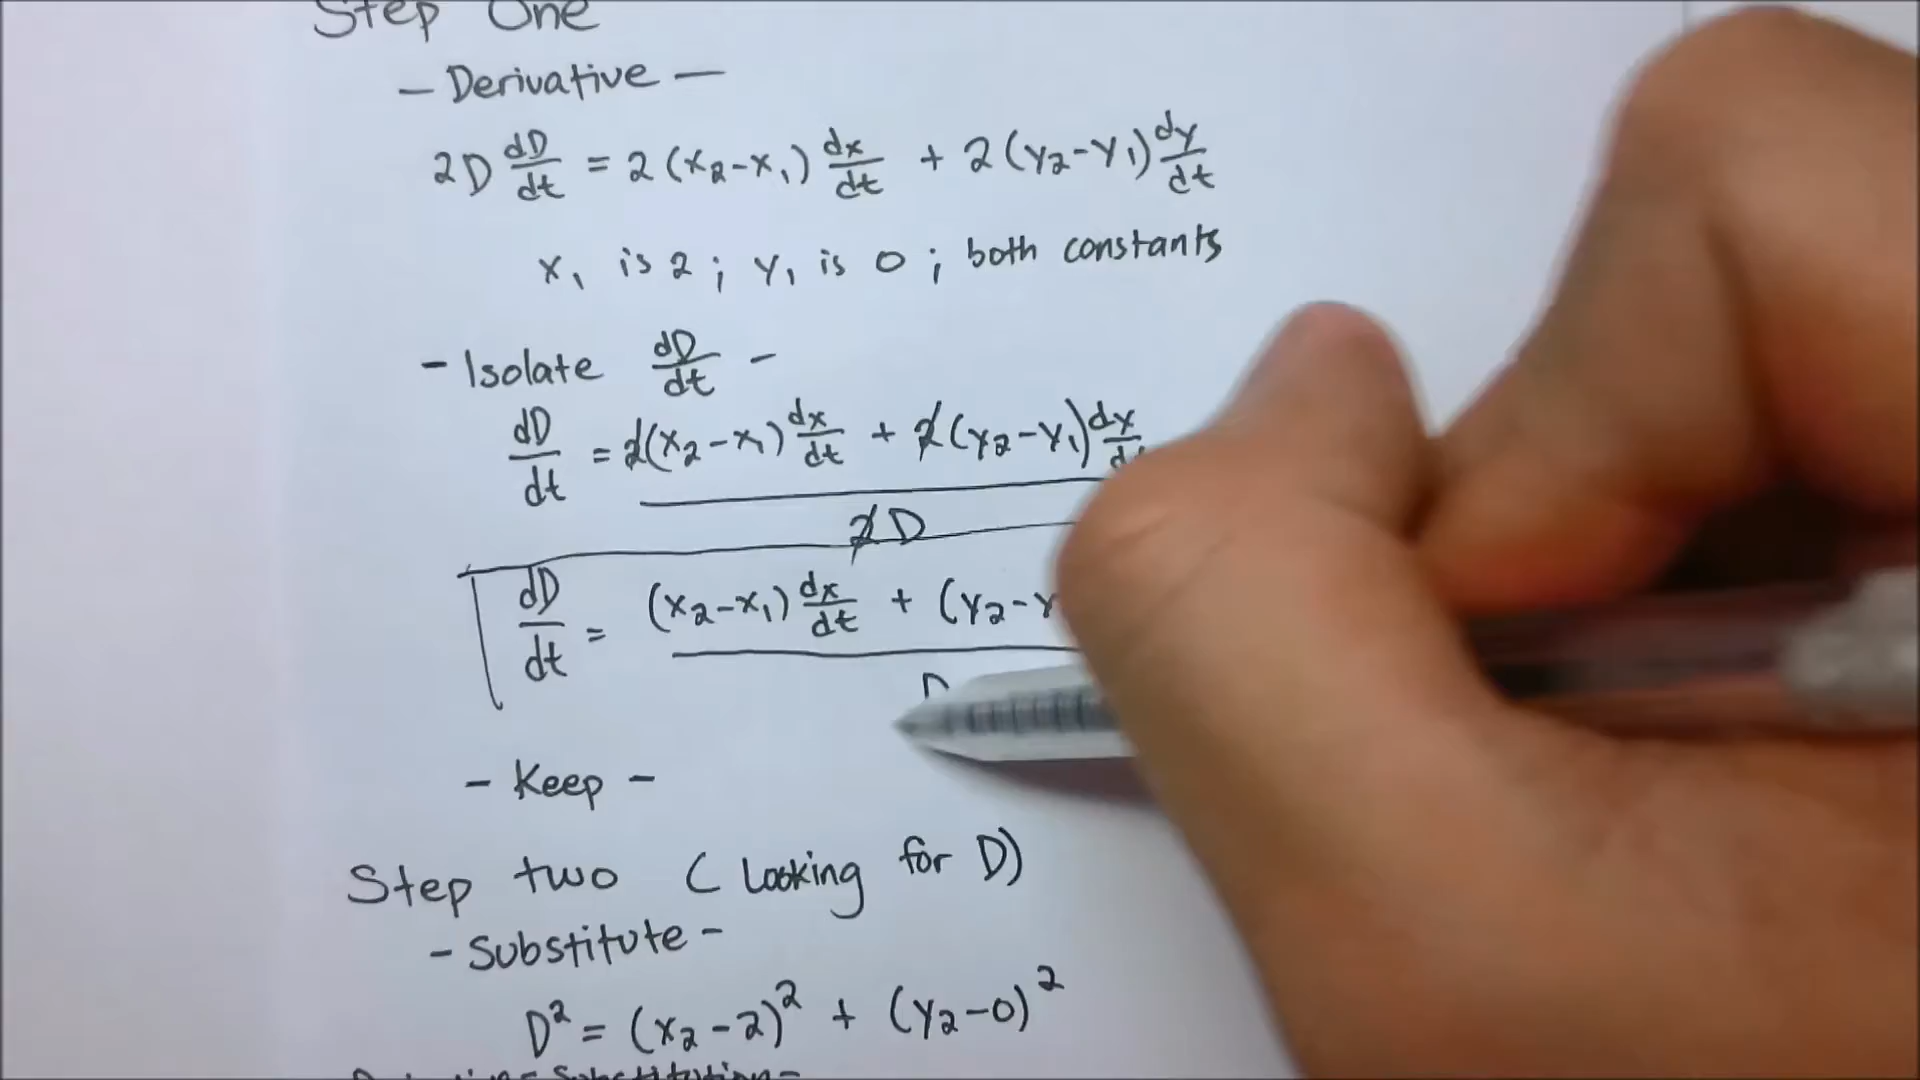 Step One
- Derivative -
2D dD/dt = 2(x₂-x₁) dx/dt + 2(y₂-y₁) dy/dt
x₁ is 2; y₁ is 0; both constants
- Isolate dD/dt -
dD/dt = 2(x₂-x₁) dx/dt + 2(y₂-y₁) dy/dt
2D
dD/dt = (x₂-x₁) dx/dt + (y₂-y
D
- Keep -
Step two (Looking for D)
- Substitute -
D² = (x₂-2)² + (y₂-0)²
Substitution -